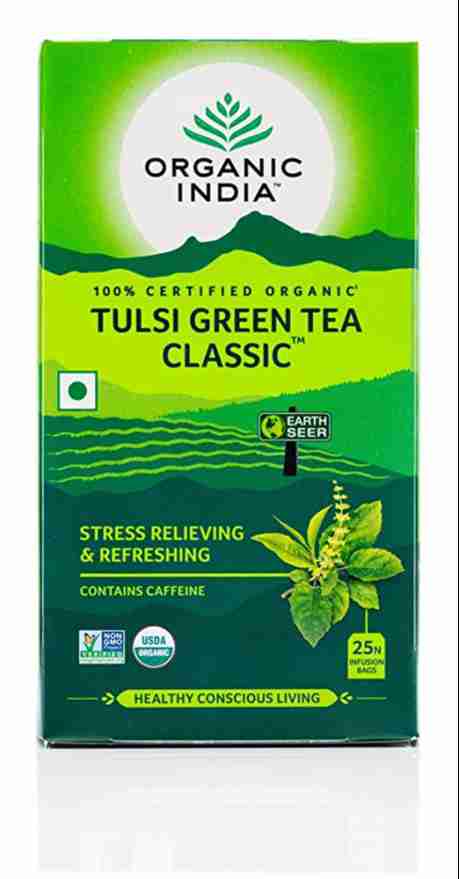 ORGANIC
INDIA™
100% CERTIFIED ORGANIC
TULSI GREEN TEA
CLASSIC™
EARTH
SEER
STRESS RELIEVING
& REFRESHING
CONTAINS CAFFEINE
NON
GMO
VERIFIED
USDA
ORGANIC
25N
INFUSION
BAGS
HEALTHY CONSCIOUS LIVING